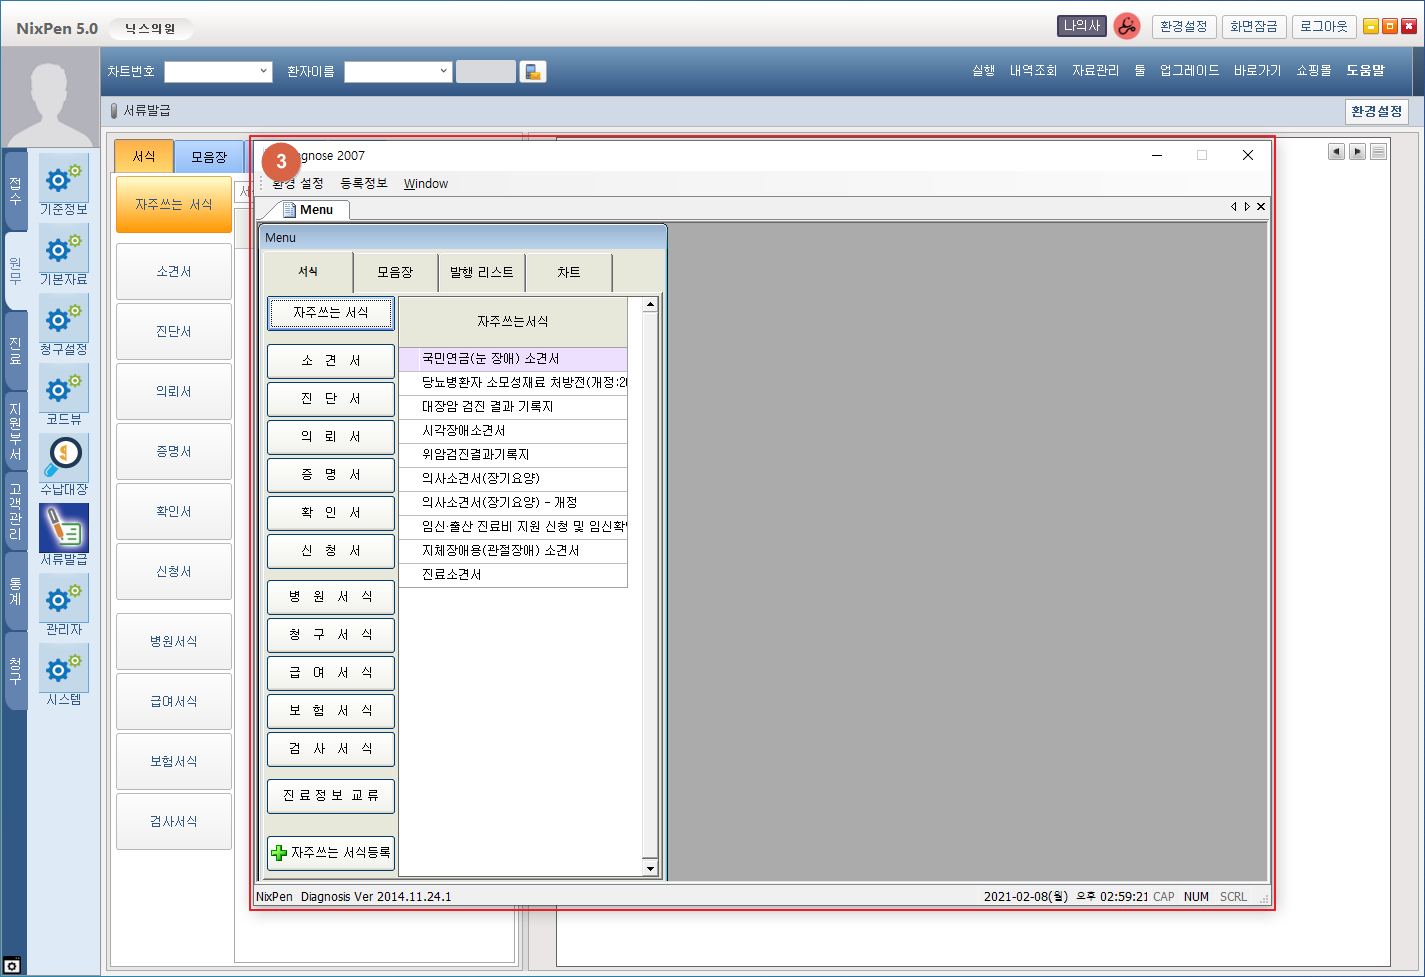 NixPen 5.0
닉스의원
나의사
환경설정
화면잠금
로그아웃
차트번호
환자이름
실행
내역조회
자료관리
툴
업그레이드
바로가기
쇼핑몰
도움말
서류발급
환경설정
접수
원무
진료
지원부서
고객관리
통계
청구
기준정보
기본자료
청구설정
코드뷰
수납대장
서류발급
관리자
시스템
서식
모음장
자주쓰는 서식
소견서
진단서
의뢰서
증명서
확인서
신청서
병원서식
급여서식
보험서식
검사서식
3
gnose 2007
환경 설정
등록정보
Window
Menu
Menu
서식
모음장
발행 리스트
차트
자주쓰는 서식
소 견 서
진 단 서
의 뢰 서
증 명 서
확 인 서
신 청 서
병 원 서 식
청 구 서 식
급 여 서 식
보 험 서 식
검 사 서 식
진료정보 교류
자주쓰는 서식등록
자주쓰는서식
국민연금(눈 장애) 소견서
당뇨병환자 소모성재료 처방전(개정:20
대장암 검진 결과 기록지
시각장애소견서
위암검진결과기록지
의사소견서(장기요양)
의사소견서(장기요양) - 개정
임신·출산 진료비 지원 신청 및 임신확
지체장애용(관절장애) 소견서
진료소견서
NixPen Diagnosis Ver 2014.11.24.1
2021-02-08(월) 오후 02:59:21 CAP NUM SCRL